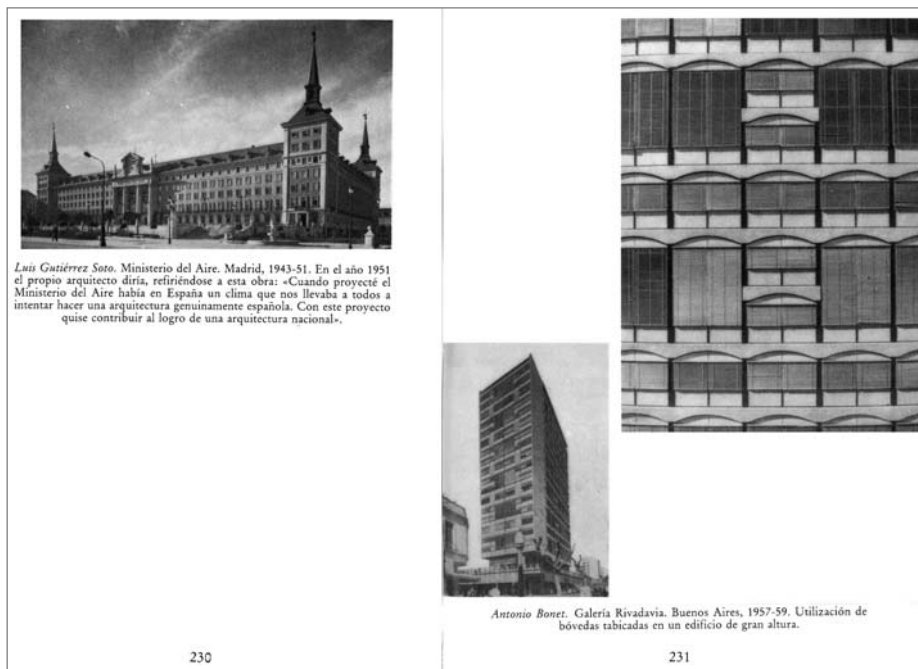 Luis Gutiérrez Soto. Ministerio del Aire. Madrid, 1943-51. En el año 1951
el propio arquitecto diría, refiriéndose a esta obra: «Cuando proyecté el
Ministerio del Aire había en España un clima que nos llevaba a todos a
intentar hacer una arquitectura genuinamente española. Con este proyecto
quise contribuir al logro de una arquitectura nacional».
230
Antonio Bonet. Galería Rivadavia. Buenos Aires, 1957-59. Utilización de
bóvedas tabicadas en un edificio de gran altura.
231